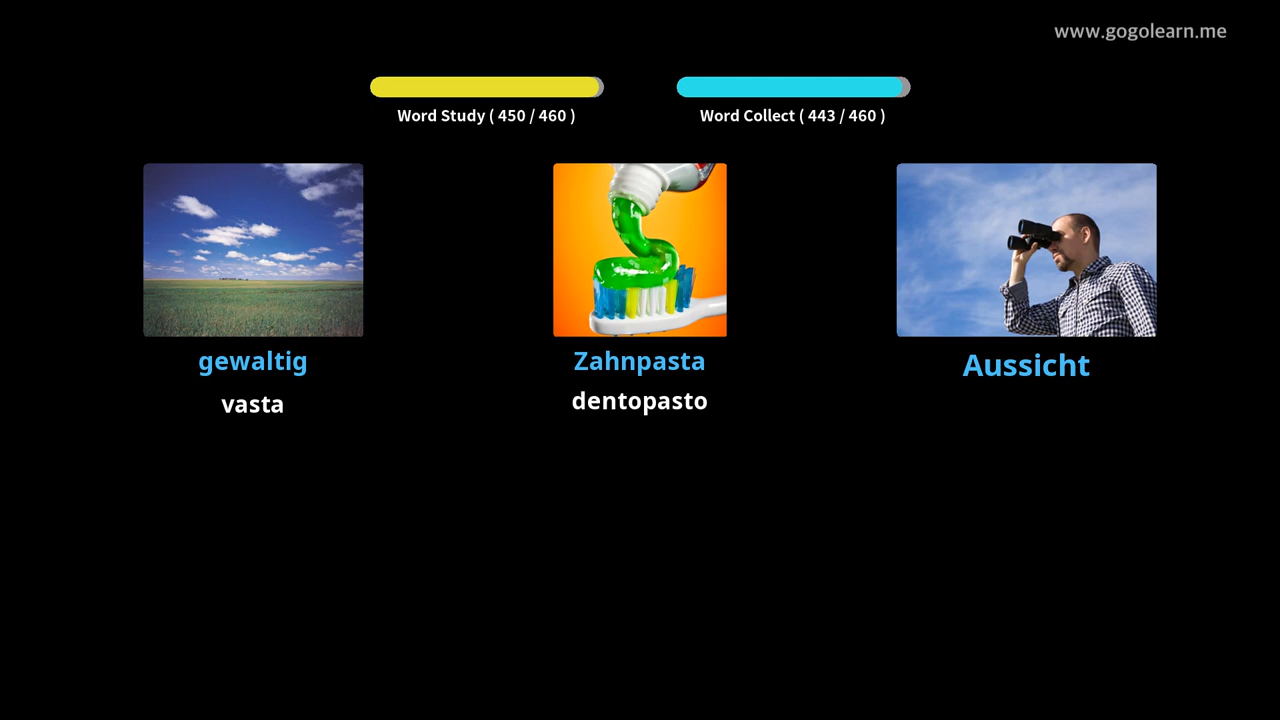 www.gogolearn.me
Word Study ( 450 / 460 )
Word Collect ( 443 / 460 )
gewaltig
vasta
Zahnpasta
dentopasto
Aussicht